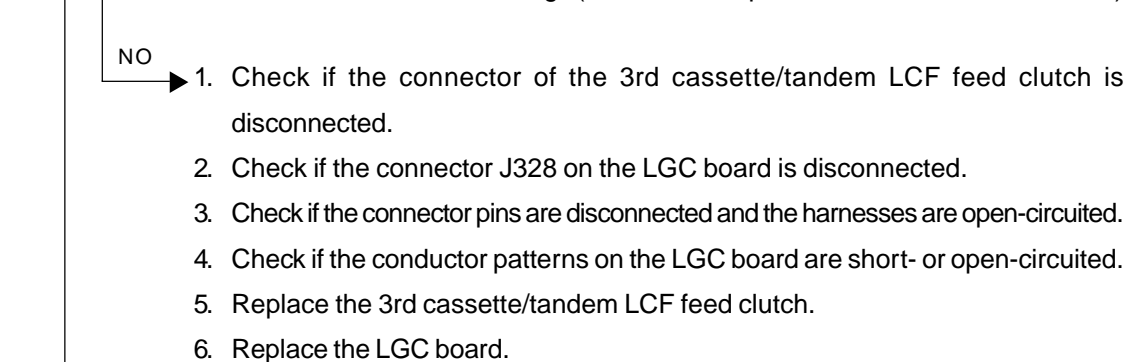 NO
1. Check if the connector of the 3rd cassette/tandem LCF feed clutch is
disconnected.
2. Check if the connector J328 on the LGC board is disconnected.
3. Check if the connector pins are disconnected and the harnesses are open-circuited.
4. Check if the conductor patterns on the LGC board are short- or open-circuited.
5. Replace the 3rd cassette/tandem LCF feed clutch.
6. Replace the LGC board.